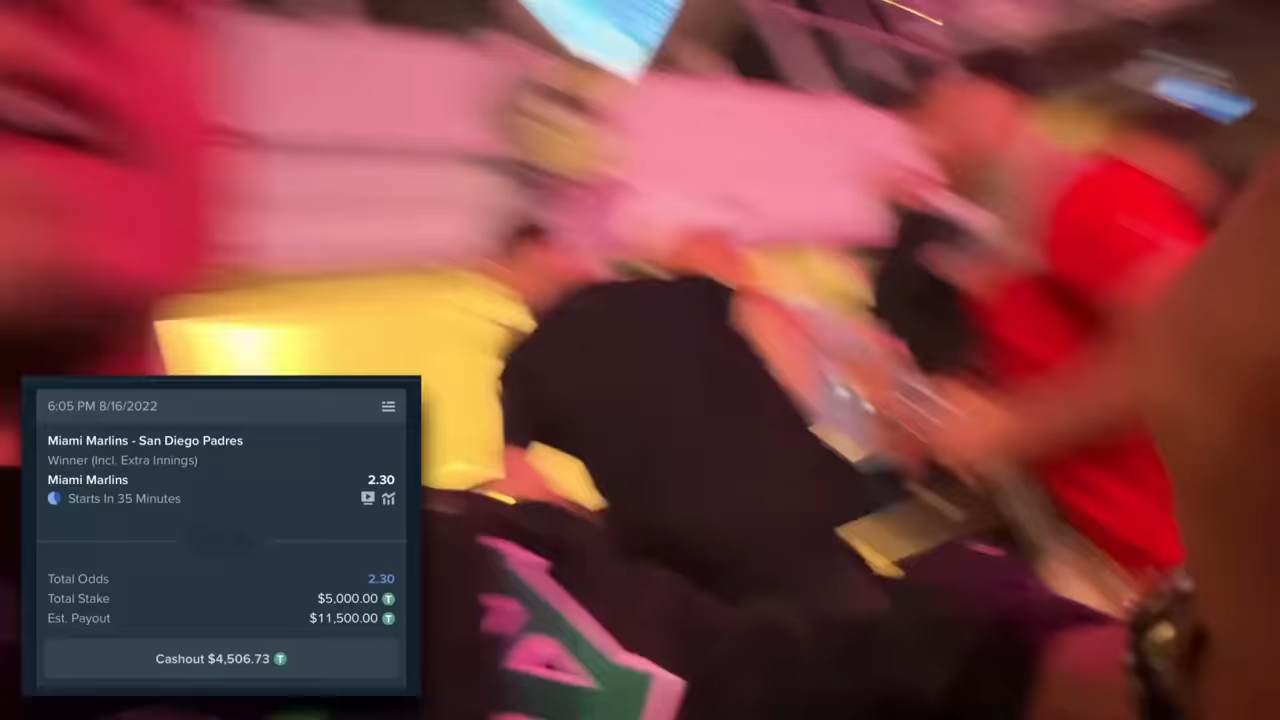 6:05 PM 8/16/2022
Miami Marlins - San Diego Padres
Winner (Incl. Extra Innings)
Miami Marlins 2.30
Starts In 35 Minutes
Total Odds 2.30
Total Stake $5,000.00
Est. Payout $11,500.00
Cashout $4,506.73